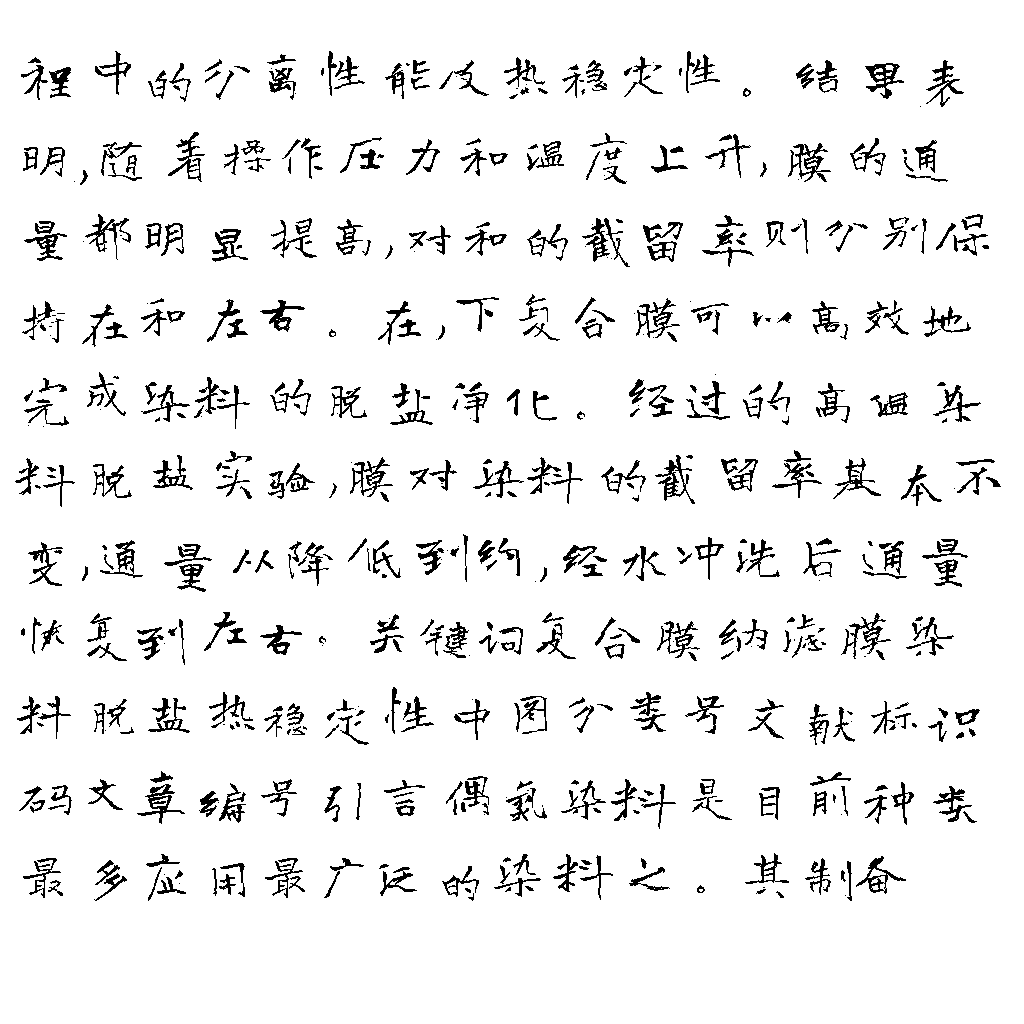 程中的分离性能及热稳定性。结果表
明,随着操作压力和温度上升,膜的通
量都明显提高,对和的截留率则分别保
持在和左右。在,下复合膜可以高效地
完成染料的脱盐净化。经过的高温染
料脱盐实验,膜对染料的截留率基本不
变,通量从降低到约,经水冲洗后通量
恢复到左右。关键词复合膜纳滤膜染
料脱盐热稳定性中图分类号文献标识
码文章编号引言偶氮染料是目前种类
最多应用最广泛的染料之。其制备